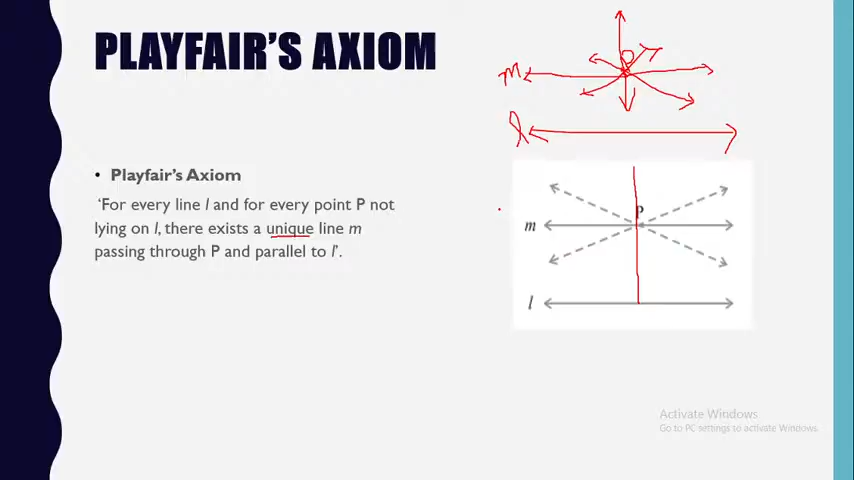 PLAYFAIR'S AXIOM
P
m
l
• Playfair's Axiom
'For every line l and for every point P not
lying on l, there exists a unique line m
passing through P and parallel to l'.
P
m
l
Activate Windows
Go to PC settings to activate Windows.